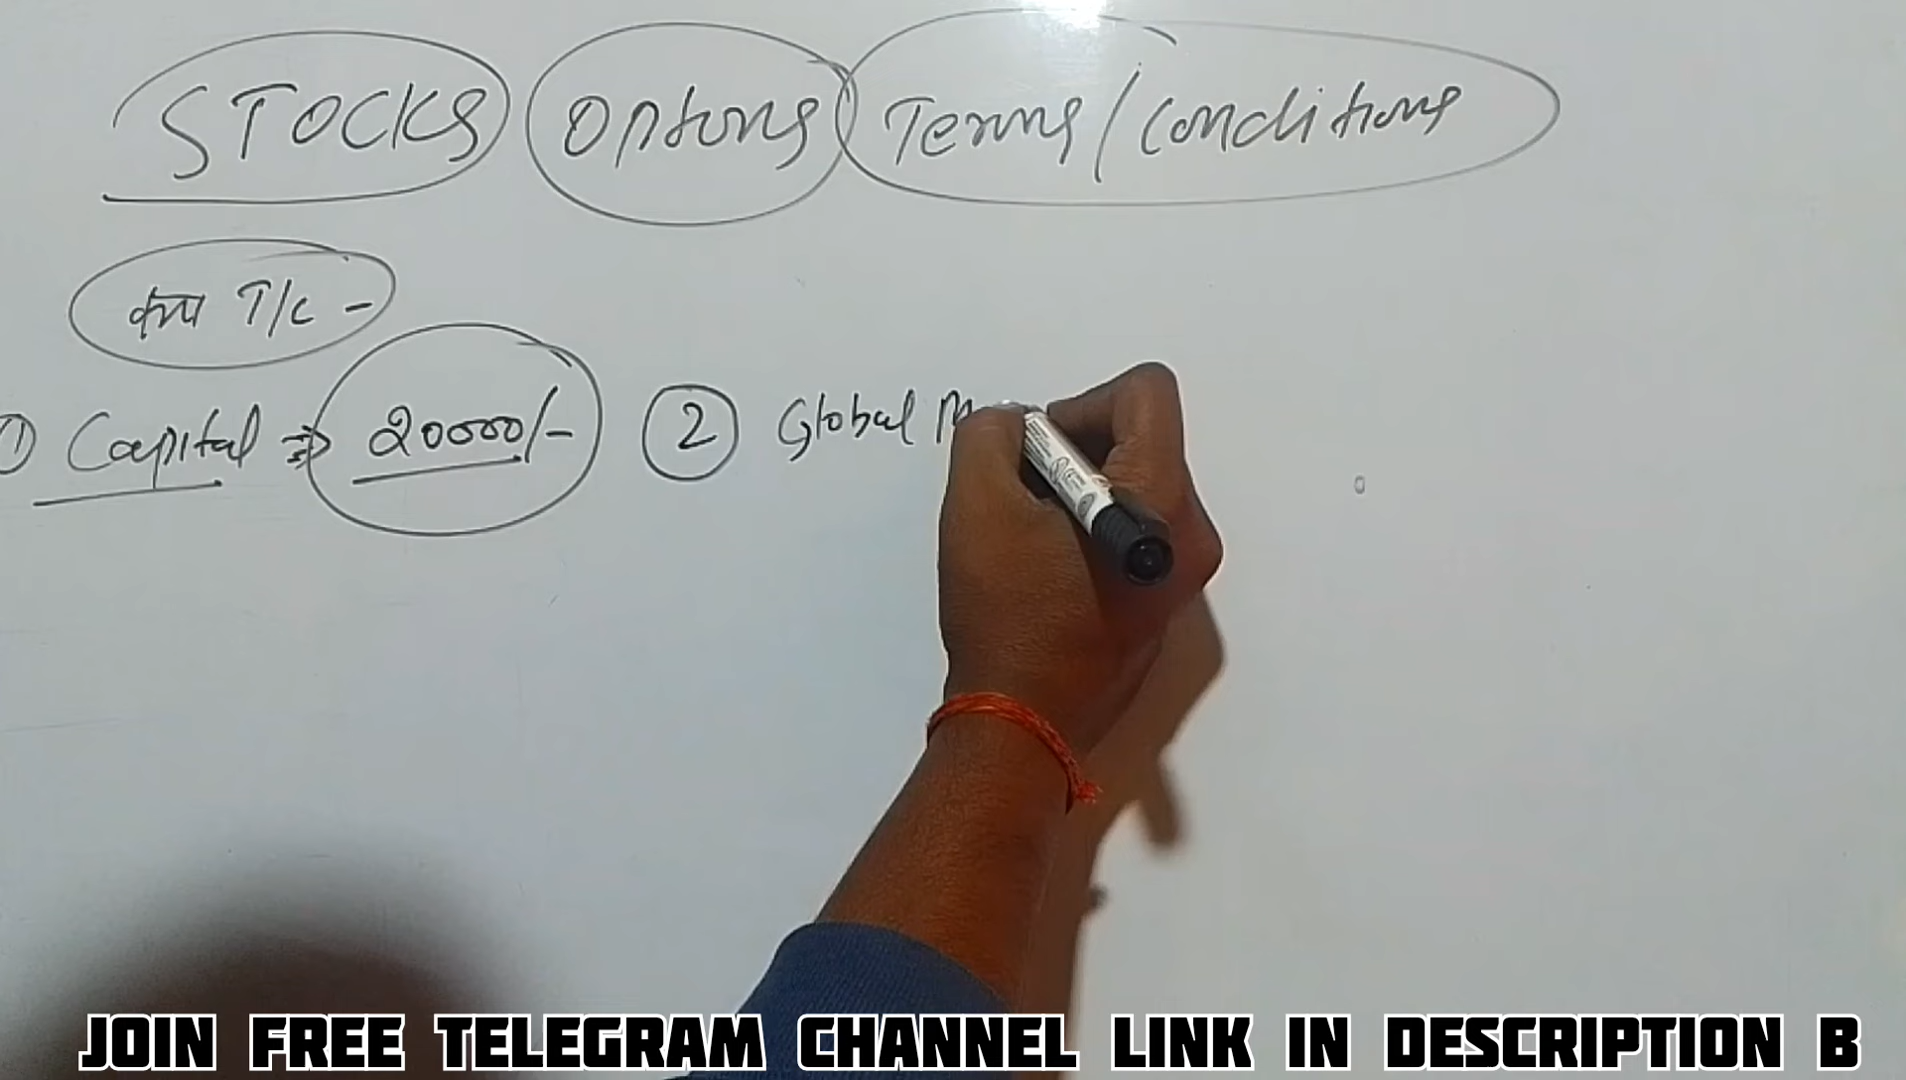 STOCKS Options Terms/Conditions
क्या T/C -
① Capital ⇒ 20000/- ② Global M
JOIN FREE TELEGRAM CHANNEL LINK IN DESCRIPTION B